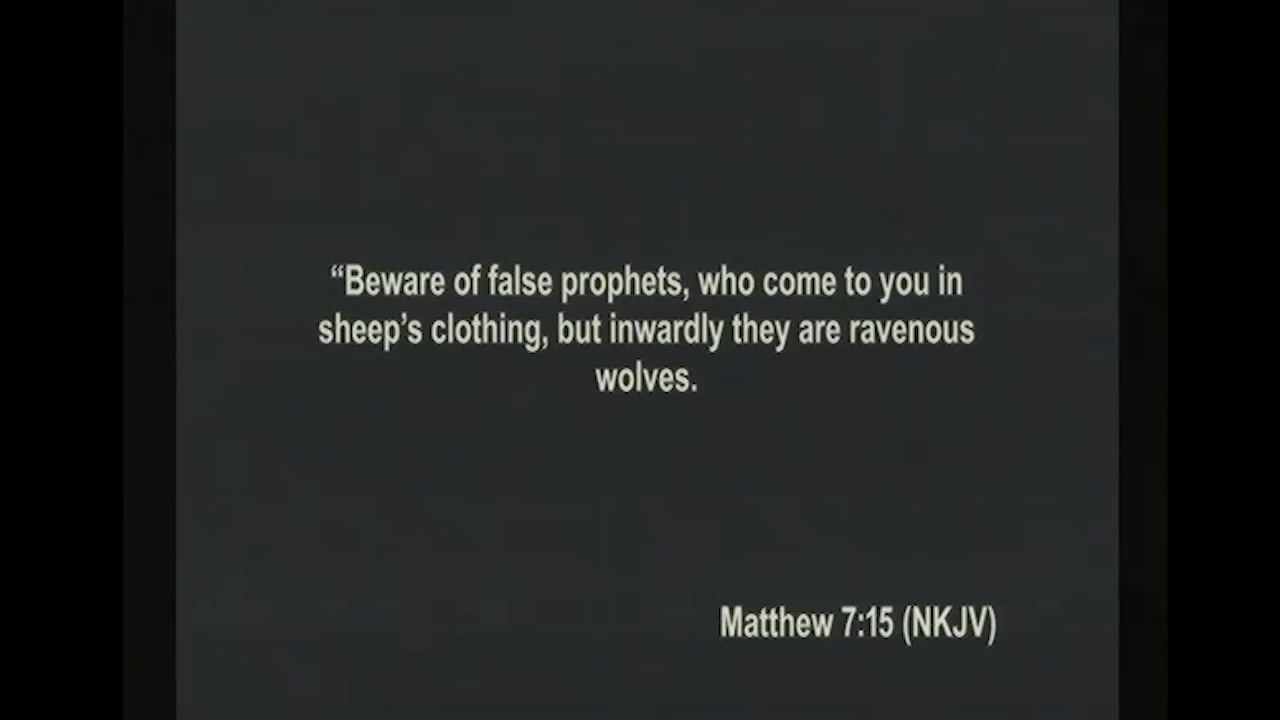 “Beware of false prophets, who come to you in
sheep’s clothing, but inwardly they are ravenous
wolves.
Matthew 7:15 (NKJV)